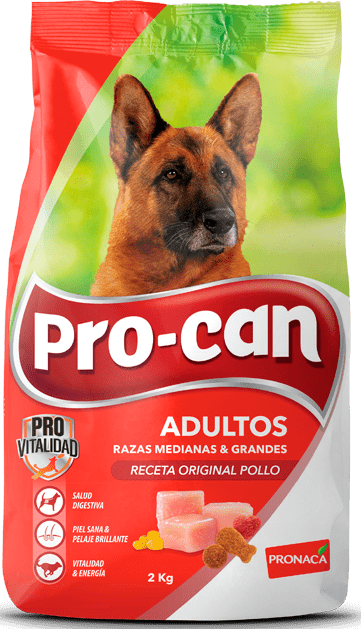 PRO-CAN
PRO
VITALIDAD
ADULTOS
RAZAS MEDIANAS & GRANDES
RECETA ORIGINAL POLLO
SALUD
DIGESTIVA
PIEL SANA &
PELAJE BRILLANTE
VITALIDAD
& ENERGÍA
2 Kg
PRONACA